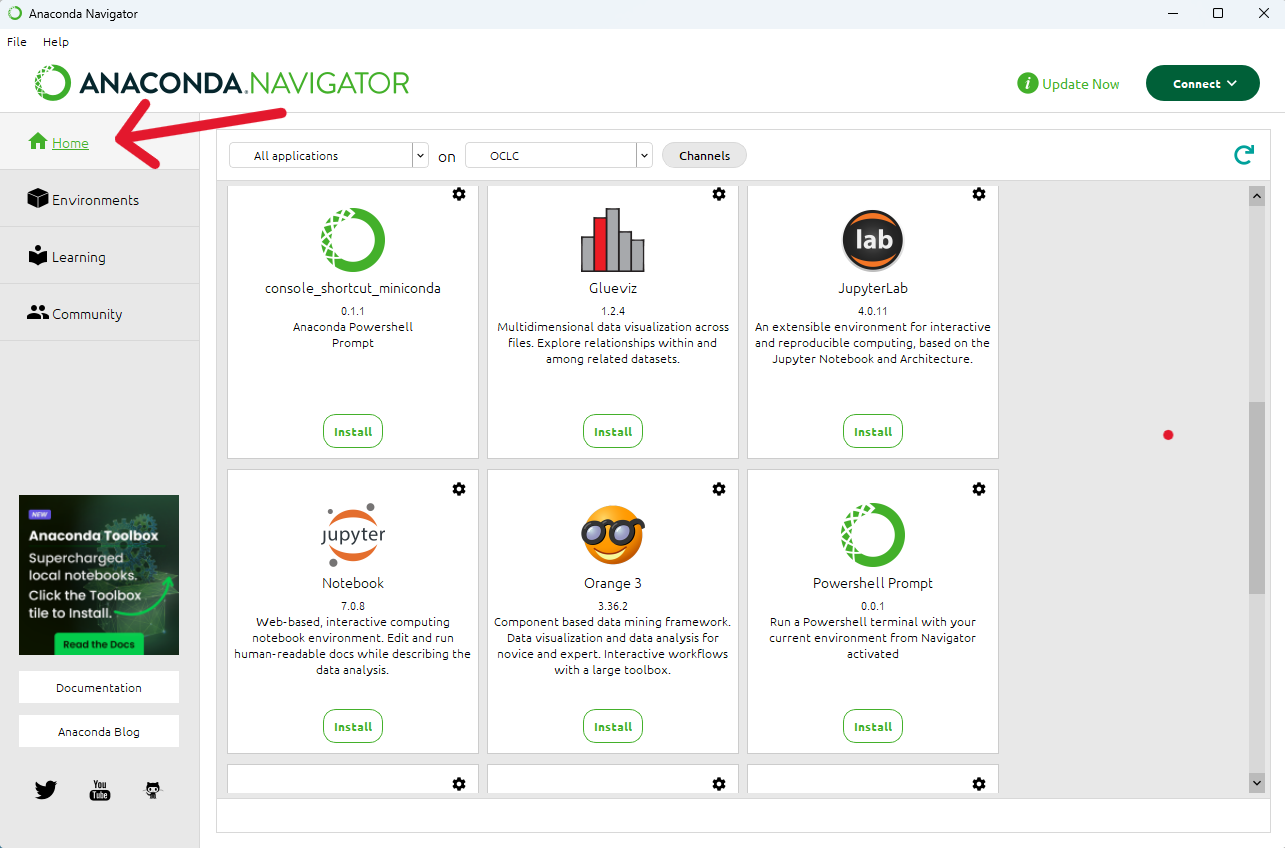 Anaconda Navigator
File Help
ANACONDA.NAVIGATOR
i Update Now
Connect
Home
All applications on OCLC Channels
Environments
Learning
Community
console_shortcut_miniconda
0.1.1
Anaconda Powershell
Prompt
Install
Glueviz
1.2.4
Multidimensional data visualization across
files. Explore relationships within and
among related datasets.
Install
lab
JupyterLab
4.0.11
An extensible environment for interactive
and reproducible computing, based on the
Jupyter Notebook and Architecture.
Install
jupyter
Notebook
7.0.8
Web-based, interactive computing
notebook environment. Edit and run
human-readable docs while describing the
data analysis.
Install
Orange 3
3.36.2
Component based data mining framework.
Data visualization and data analysis for
novice and expert. Interactive workflows
with a large toolbox.
Install
Powershell Prompt
0.0.1
Run a Powershell terminal with your
current environment from Navigator
activated
Install
NEW
Anaconda Toolbox
Supercharged
local notebooks.
Click the Toolbox
tile to Install.
Read the Docs
Documentation
Anaconda Blog
You
Tube